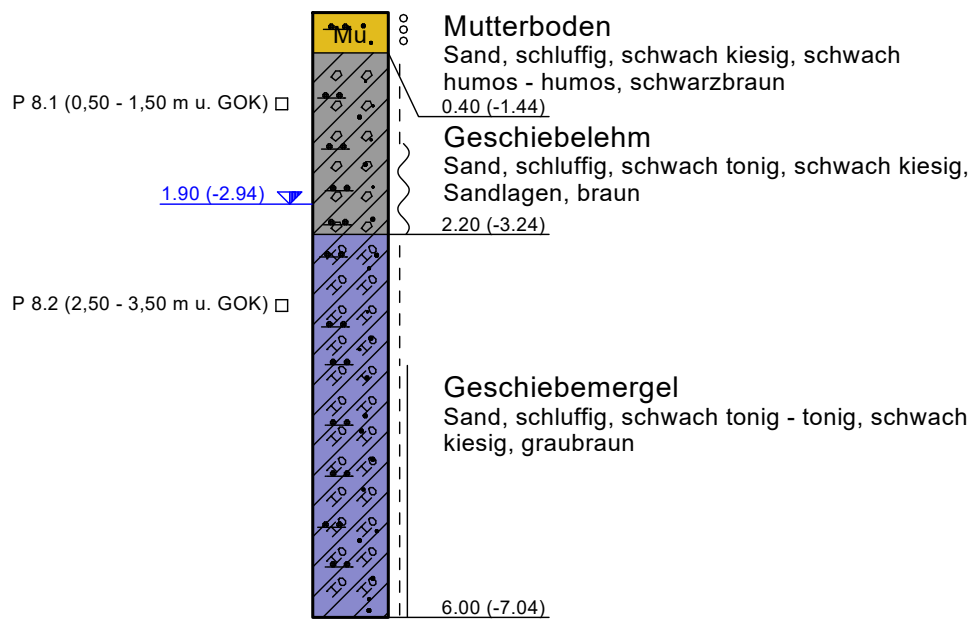 Mu.
Mutterboden
Sand, schluffig, schwach kiesig, schwach
humos - humos, schwarzbraun
P 8.1 (0,50 - 1,50 m u. GOK)
0.40 (-1.44)
Geschiebelehm
Sand, schluffig, schwach tonig, schwach kiesig,
Sandlagen, braun
1.90 (-2.94)
2.20 (-3.24)
P 8.2 (2,50 - 3,50 m u. GOK)
Geschiebemergel
Sand, schluffig, schwach tonig - tonig, schwach
kiesig, graubraun
6.00 (-7.04)